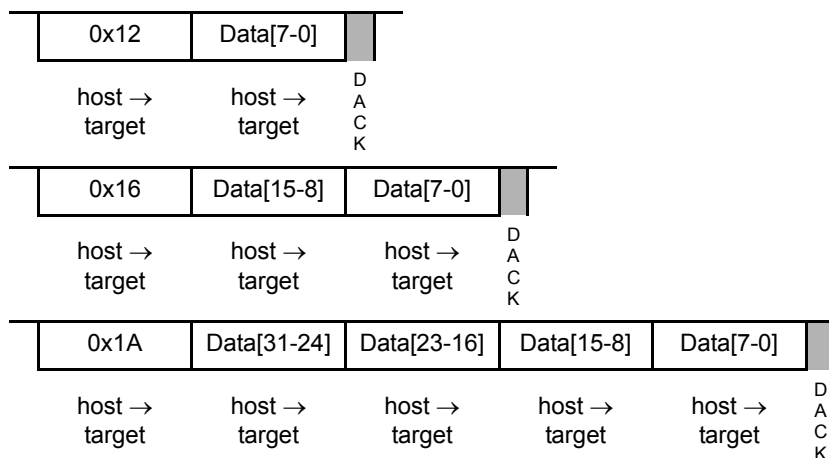 0x12 Data[7-0]
host → host →
target target
D
A
C
K
0x16 Data[15-8] Data[7-0]
host → host → host →
target target target
D
A
C
K
0x1A Data[31-24] Data[23-16] Data[15-8] Data[7-0]
host → host → host → host → host →
target target target target target
D
A
C
K